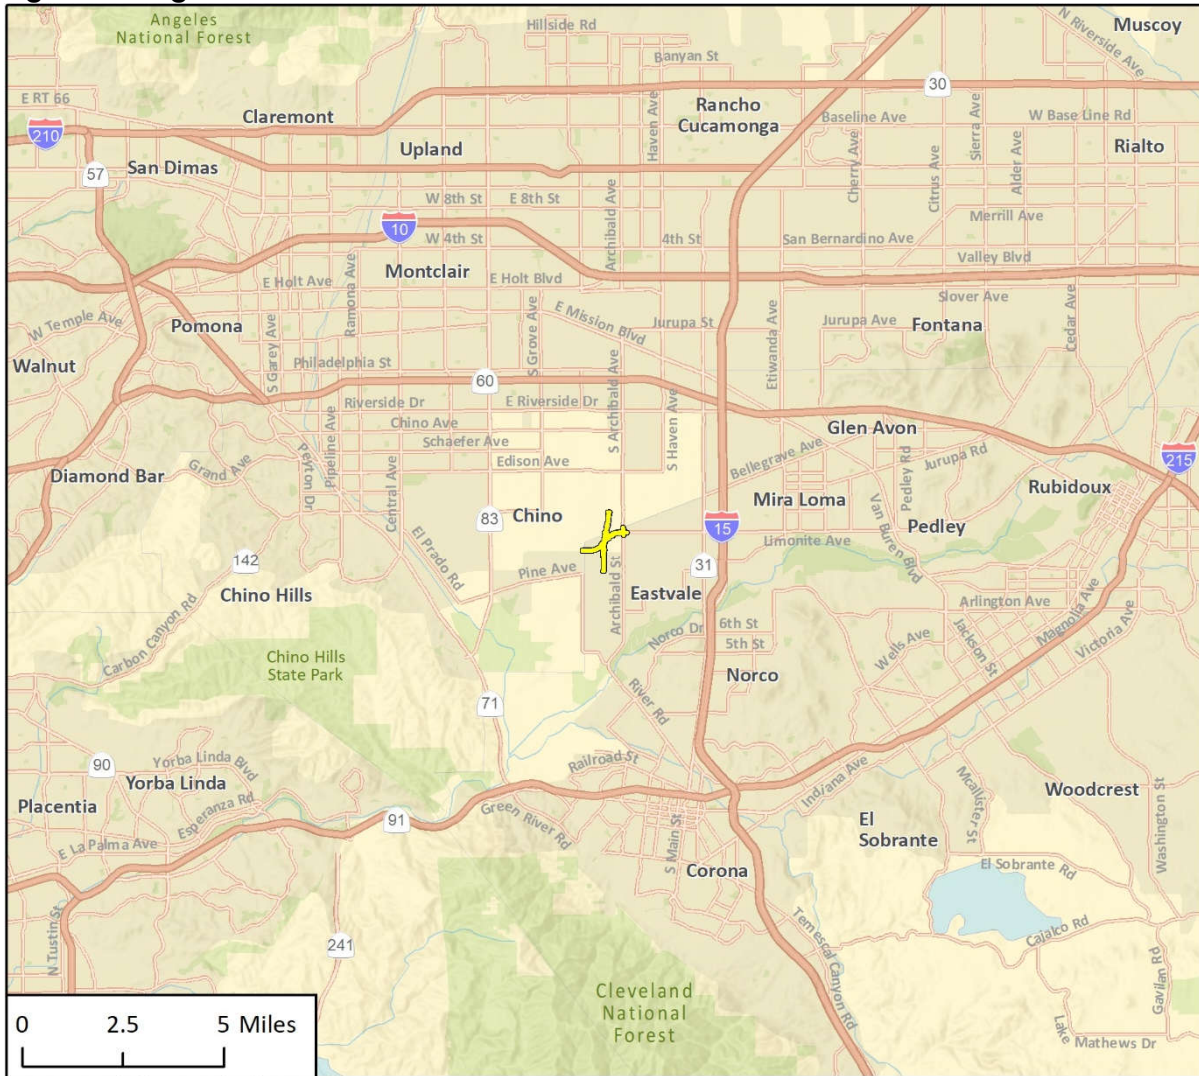 Angeles
National Forest
Hillside Rd
Muscoy
N Riverside Ave
Banyan St
E RT 66
30
Claremont
Haven Ave
Rancho
Cucamonga
Baseline Ave
Sierra Ave
W Base Line Rd
210
Upland
Cherry Ave
Citrus Ave
Alder Ave
Rialto
57
San Dimas
W 8th St
E 8th St
Archibald Ave
Merrill Ave
10
W 4th St
4th St
San Bernardino Ave
Valley Blvd
Montclair
E Holt Ave
E Holt Blvd
Ramona Ave
Slover Ave
W Temple Ave
Pomona
S Garey Ave
S Grove Ave
E Mission Blvd
Jurupa St
Jurupa Ave
Fontana
Cedar Ave
Etiwanda Ave
Walnut
Philadelphia St
S Archibald Ave
60
Riverside Dr
E Riverside Dr
S Haven Ave
Chino Ave
Schaefer Ave
Glen Avon
Pipeline Ave
Peyton Dr
Grand Ave
Edison Ave
Bellegrave Ave
Pedley Rd
Jurupa Rd
215
Diamond Bar
Central Ave
Mira Loma
Rubidoux
83
Chino
15
Van Buren Blvd
Pedley
Limonite Ave
El Prado Rd
142
Pine Ave
31
Chino Hills
Archibald St
Eastvale
Arlington Ave
Magnolia Ave
Victoria Ave
Carbon Canyon Rd
Norco Dr
6th St
5th St
Wells Ave
Jackson St
Chino Hills
State Park
Norco
River Rd
71
90
Yorba Linda Blvd
Railroad St
Yorba Linda
Indiana Ave
Mcallister St
Woodcrest
Placentia
Esperanza Rd
Green River Rd
91
S Main St
El
Sobrante
Washington St
E La Palma Ave
Corona
El Sobrante Rd
N Tustin St
241
Temescal Canyon Rd
Cajalco Rd
Gavilan Rd
Cleveland
National
Forest
Lake
Mathews Dr
0 2.5 5 Miles